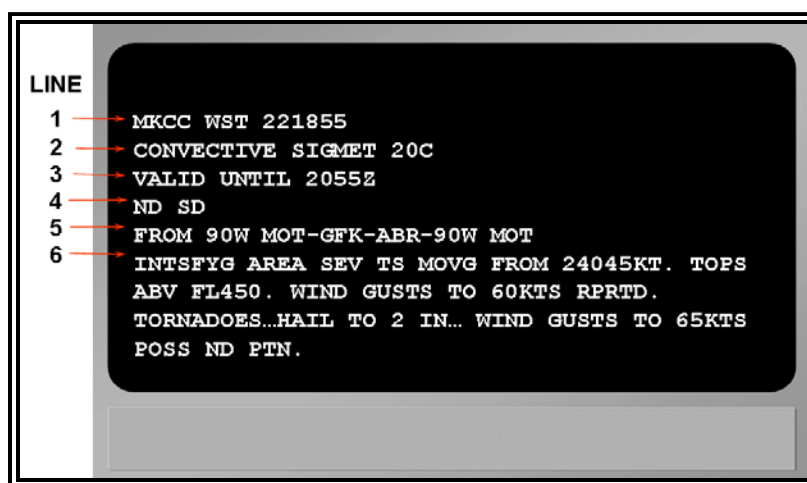 LINE
1 MKCC WST 221855
2 CONVECTIVE SIGMET 20C
3 VALID UNTIL 2055Z
4 ND SD
5 FROM 90W MOT-GFK-ABR-90W MOT
6 INTSFYG AREA SEV TS MOVG FROM 24045KT. TOPS
ABV FL450. WIND GUSTS TO 60KTS RPRTD.
TORNADOES…HAIL TO 2 IN… WIND GUSTS TO 65KTS
POSS ND PTN.